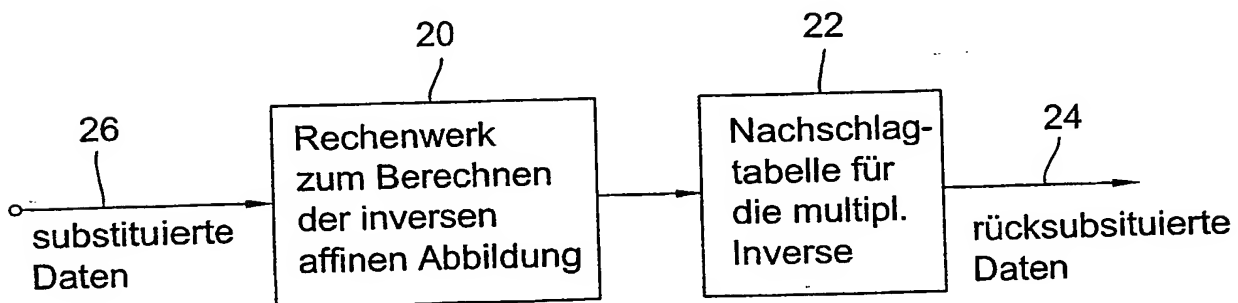 20
22
26
24
Rechenwerk
zum Berechnen
der inversen
affinen Abbildung
Nachschlag-
tabelle für
die multipl.
Inverse
substituierte
Daten
rücksubsituierte
Daten